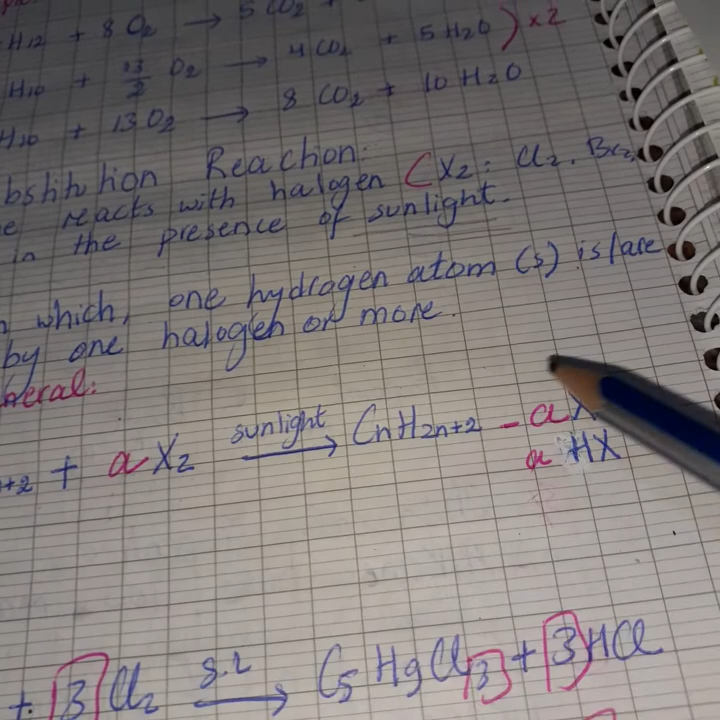 H12 + 8 O2 → 5 CO2 +
H10 + 13/2 O2 → 4 CO2 + 5 H2O ) x 2
H20 + 13 O2 → 8 CO2 + 10 H2O
bstitution Reaction:
e reacts with halogen (X2: Cl2, Br2,
in the presence of sunlight.
which, one hydrogen atom (s) is/are
by one halogen or more.
neral:
+2 + a X2 sunlight → CnH2n+2 - a X
a HX
+ 3 Cl2 s.l → C5 H9 Cl3 + 3 HCl